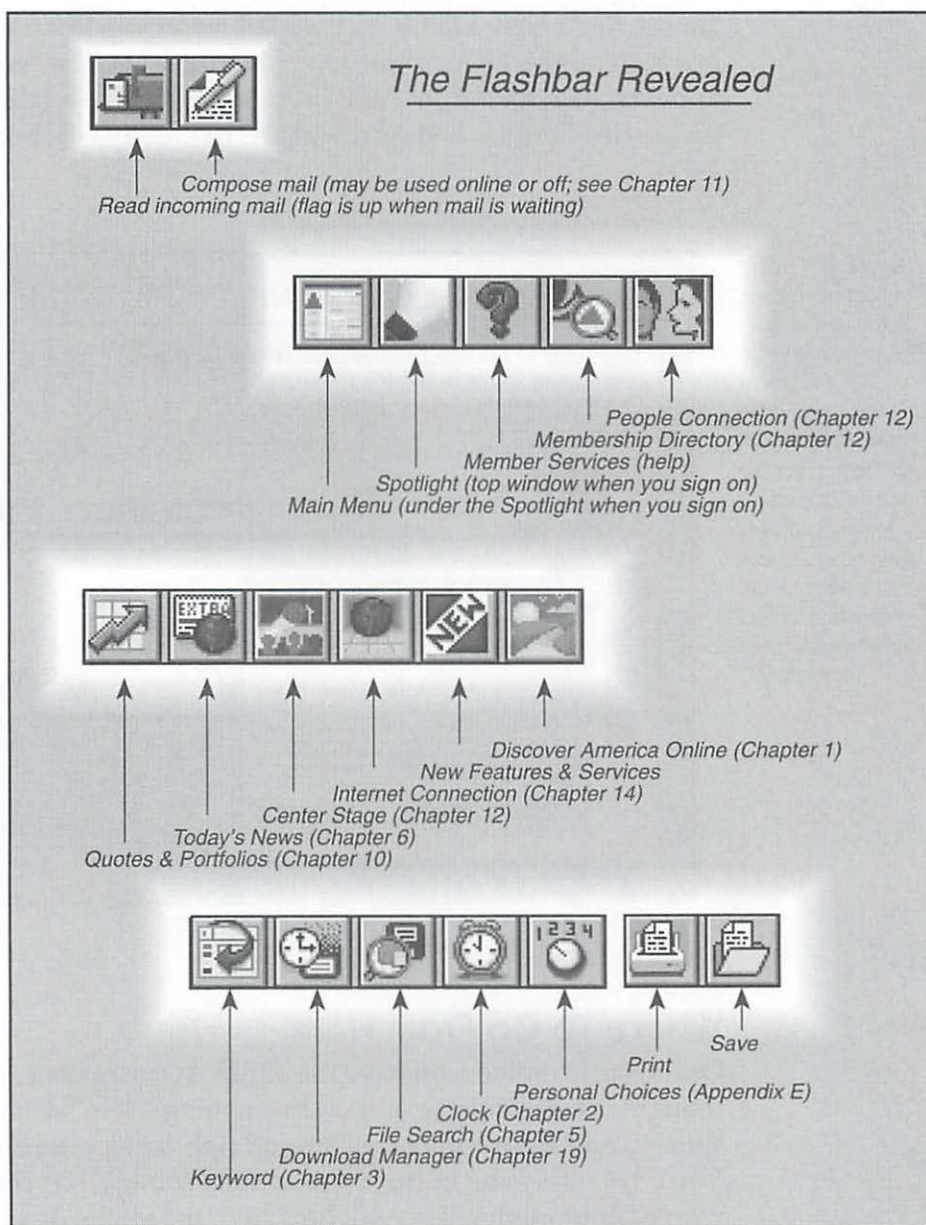 The Flashbar Revealed
Compose mail (may be used online or off; see Chapter 11)
Read incoming mail (flag is up when mail is waiting)
People Connection (Chapter 12)
Membership Directory (Chapter 12)
Member Services (help)
Spotlight (top window when you sign on)
Main Menu (under the Spotlight when you sign on)
EXTRA
NEW
Discover America Online (Chapter 1)
New Features & Services
Internet Connection (Chapter 14)
Center Stage (Chapter 12)
Today's News (Chapter 6)
Quotes & Portfolios (Chapter 10)
1 2 3 4
Save
Print
Personal Choices (Appendix E)
Clock (Chapter 2)
File Search (Chapter 5)
Download Manager (Chapter 19)
Keyword (Chapter 3)